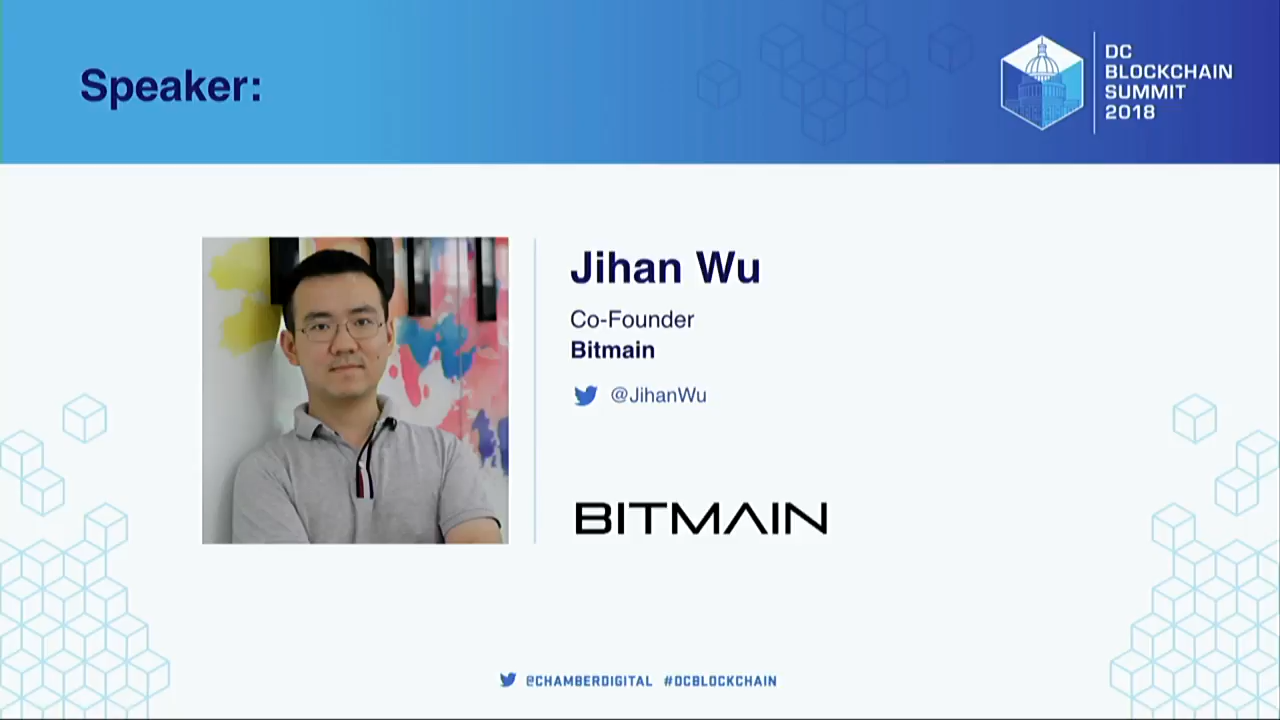 Speaker:
DC
BLOCKCHAIN
SUMMIT
2018
Jihan Wu
Co-Founder
Bitmain
@JihanWu
BITMAIN
@CHAMBERDIGITAL #DCBLOCKCHAIN